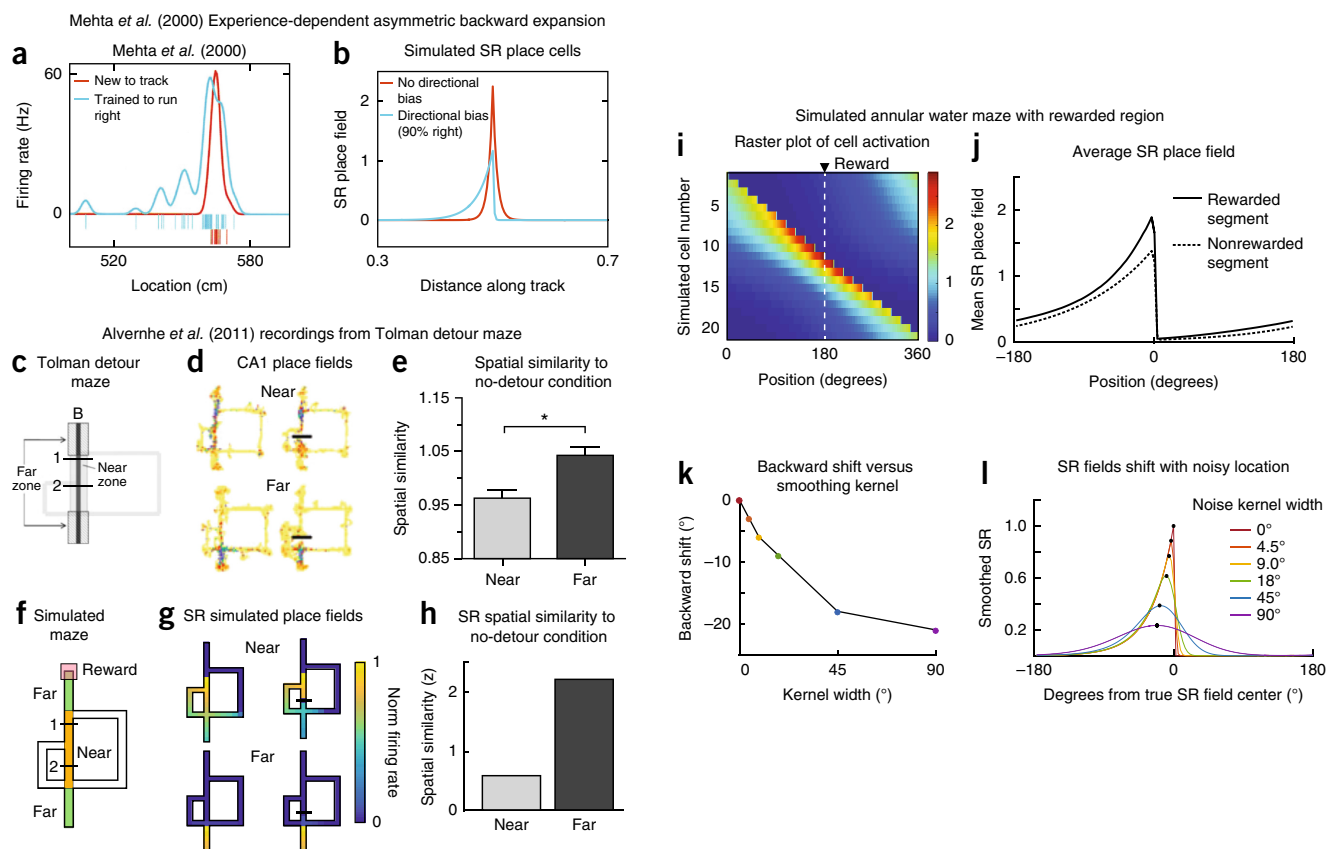 Mehta et al. (2000) Experience-dependent asymmetric backward expansion
a
Mehta et al. (2000)
Firing rate (Hz)
60
0
New to track
Trained to run
right
520
580
Location (cm)
b
Simulated SR place cells
SR place field
2
1
0
No directional
bias
Directional bias
(90% right)
0.3
0.7
Distance along track
Alvernhe et al. (2011) recordings from Tolman detour maze
c
Tolman detour
maze
B
1
2
Far
zone
Near
zone
d
CA1 place fields
Near
Far
e
Spatial similarity to
no-detour condition
Spatial similarity
1.15
1.05
0.95
0.85
*
Near
Far
f
Simulated
maze
Reward
Far
1
Near
2
Far
g
SR simulated place fields
Near
Far
1
0
Norm firing rate
h
SR spatial similarity to
no-detour condition
Spatial similarity (z)
2
1
0
Near
Far
Simulated annular water maze with rewarded region
i
Raster plot of cell activation
Reward
Simulated cell number
5
10
15
20
0
180
360
Position (degrees)
2
1
0
j
Average SR place field
Mean SR place field
2
1
0
Rewarded
segment
Nonrewarded
segment
−180
0
180
Position (degrees)
k
Backward shift versus
smoothing kernel
Backward shift (°)
0
−10
−20
0
45
90
Kernel width (°)
l
SR fields shift with noisy location
Smoothed SR
1.0
0.6
0.2
Noise kernel width
0°
4.5°
9.0°
18°
45°
90°
−180
0
180
Degrees from true SR field center (°)